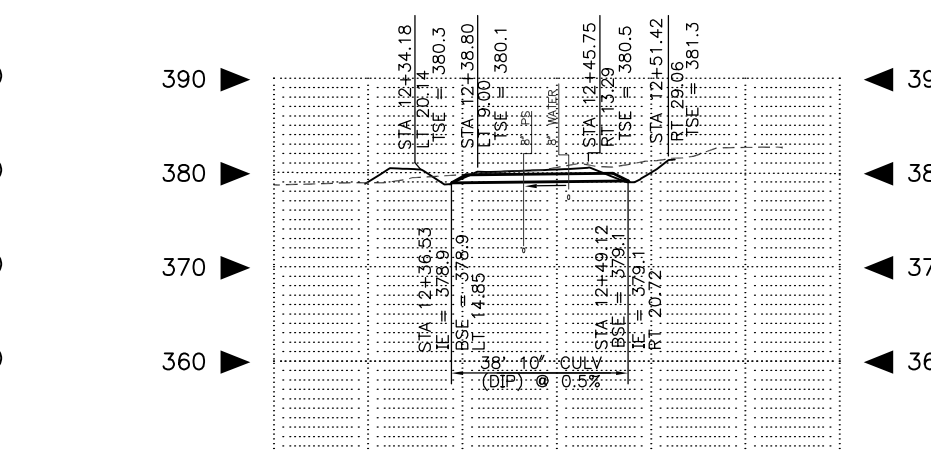 STA 12+34.18
LT 20.14
TSE = 380.3
STA 12+38.80
LT 9.00
TSE = 380.1
8" PS
8" WATER
STA 12+45.75
RT 13.29
TSE = 380.5
STA 12+51.42
RT 29.06
TSE = 381.3
390
39
380
38
370
37
360
36
STA 12+36.53
IE = 378.9
BSE = 378.9
LT 14.85
STA 12+49.12
BSE = 379.1
IE = 379.1
RT 20.72
38' 10" CULV
(DIP) @ 0.5%